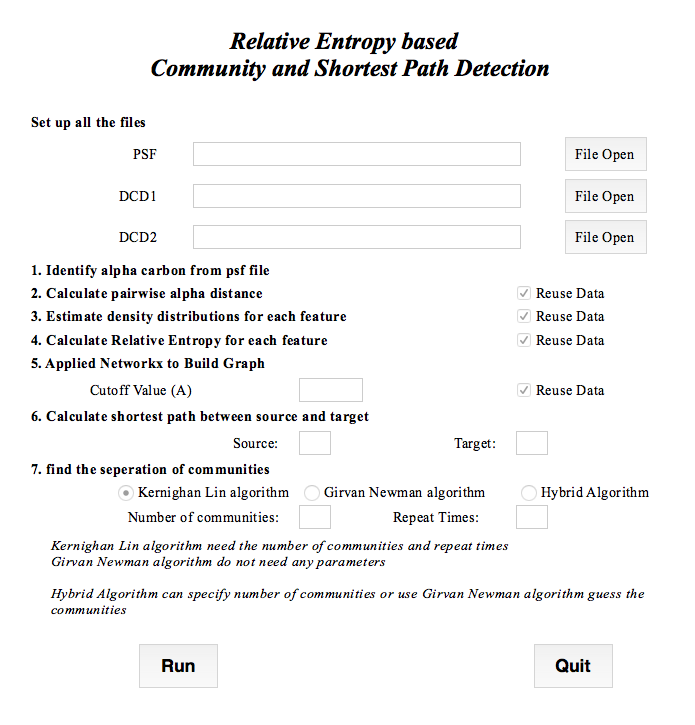 Relative Entropy based
Community and Shortest Path Detection
Set up all the files
PSF File Open
DCD1 File Open
DCD2 File Open
1. Identify alpha carbon from psf file
2. Calculate pairwise alpha distance Reuse Data
3. Estimate density distributions for each feature Reuse Data
4. Calculate Relative Entropy for each feature Reuse Data
5. Applied Networkx to Build Graph
Cutoff Value (A) Reuse Data
6. Calculate shortest path between source and target
Source: Target:
7. find the seperation of communities
Kernighan Lin algorithm Girvan Newman algorithm Hybrid Algorithm
Number of communities: Repeat Times:
Kernighan Lin algorithm need the number of communities and repeat times
Girvan Newman algorithm do not need any parameters
Hybrid Algorithm can specify number of communities or use Girvan Newman algorithm guess the
communities
Run Quit